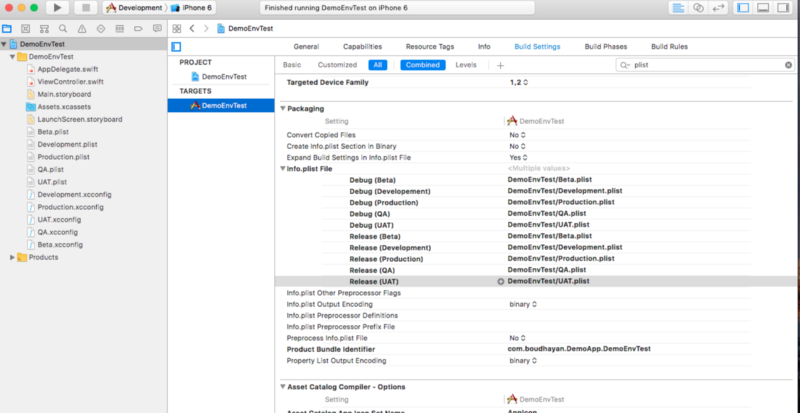 Development
iPhone 6
Finished running DemoEnvTest on iPhone 6
DemoEnvTest
DemoEnvTest
AppDelegate.swift
ViewController.swift
Main.storyboard
Assets.xcassets
LaunchScreen.storyboard
Beta.plist
Development.plist
Production.plist
QA.plist
UAT.plist
Development.xcconfig
Production.xcconfig
UAT.xcconfig
QA.xcconfig
Beta.xcconfig
Products
DemoEnvTest
General Capabilities Resource Tags Info Build Settings Build Phases Build Rules
PROJECT
DemoEnvTest
TARGETS
DemoEnvTest
Basic Customized All Combined Levels + plist
Targeted Device Family 1,2
Packaging
Setting DemoEnvTest
Convert Copied Files No
Create Info.plist Section in Binary No
Expand Build Settings in Info.plist File Yes
Info.plist File <Multiple values>
Debug (Beta) DemoEnvTest/Beta.plist
Debug (Developement) DemoEnvTest/Development.plist
Debug (Production) DemoEnvTest/Production.plist
Debug (QA) DemoEnvTest/QA.plist
Debug (UAT) DemoEnvTest/UAT.plist
Release (Beta) DemoEnvTest/Beta.plist
Release (Development) DemoEnvTest/Development.plist
Release (Production) DemoEnvTest/Production.plist
Release (QA) DemoEnvTest/QA.plist
Release (UAT) DemoEnvTest/UAT.plist
Info.plist Other Preprocessor Flags
Info.plist Output Encoding binary
Info.plist Preprocessor Definitions
Info.plist Preprocessor Prefix File
Preprocess Info.plist File No
Product Bundle Identifier com.boudhayan.DemoApp.DemoEnvTest
Property List Output Encoding binary
Asset Catalog Compiler - Options
Setting DemoEnvTest
Asset Catalog App Icon Set Name AppIcon